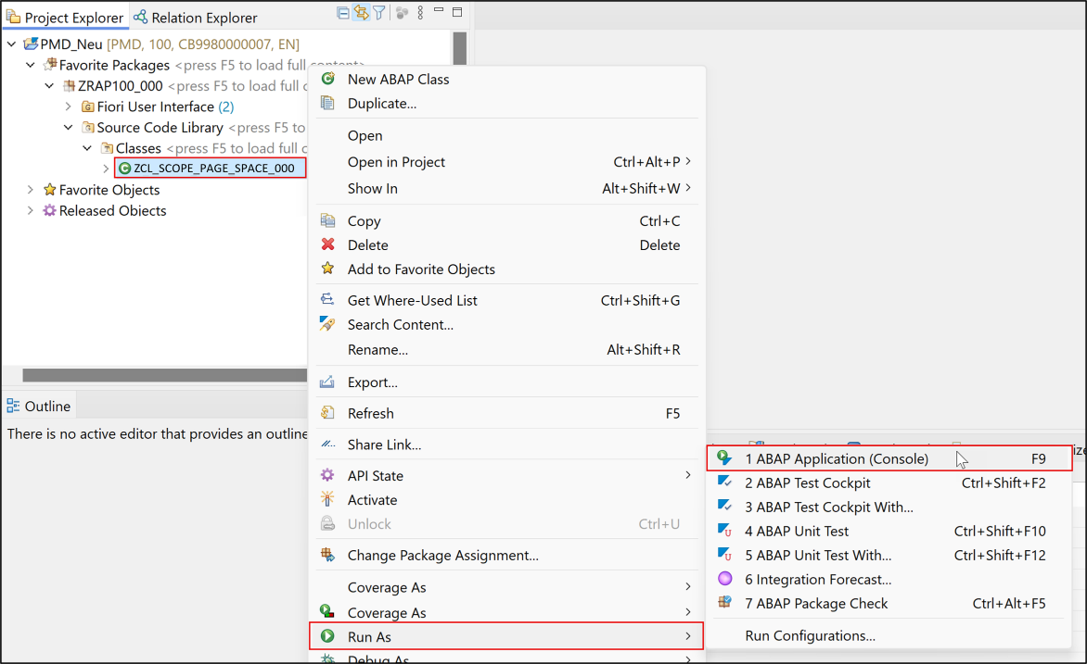 Project Explorer Relation Explorer
PMD_Neu [PMD, 100, CB9980000007, EN]
Favorite Packages <press F5 to load full content>
ZRAP100_000 <press F5 to load full c
Fiori User Interface (2)
Source Code Library <press F5 to
Classes <press F5 to load full c
ZCL_SCOPE_PAGE_SPACE_000
Favorite Objects
Released Objects
Outline
There is no active editor that provides an outline
New ABAP Class
Duplicate...
Open
Open in Project Ctrl+Alt+P >
Show In Alt+Shift+W >
Copy Ctrl+C
Delete Delete
Add to Favorite Objects
Get Where-Used List Ctrl+Shift+G
Search Content...
Rename... Alt+Shift+R
Export...
Refresh F5
Share Link...
API State >
Activate
Unlock Ctrl+U
Change Package Assignment...
Coverage As >
Coverage As >
Run As >
Debug As
1 ABAP Application (Console) F9
2 ABAP Test Cockpit Ctrl+Shift+F2
3 ABAP Test Cockpit With...
4 ABAP Unit Test Ctrl+Shift+F10
5 ABAP Unit Test With... Ctrl+Shift+F12
6 Integration Forecast...
7 ABAP Package Check Ctrl+Alt+F5
Run Configurations...